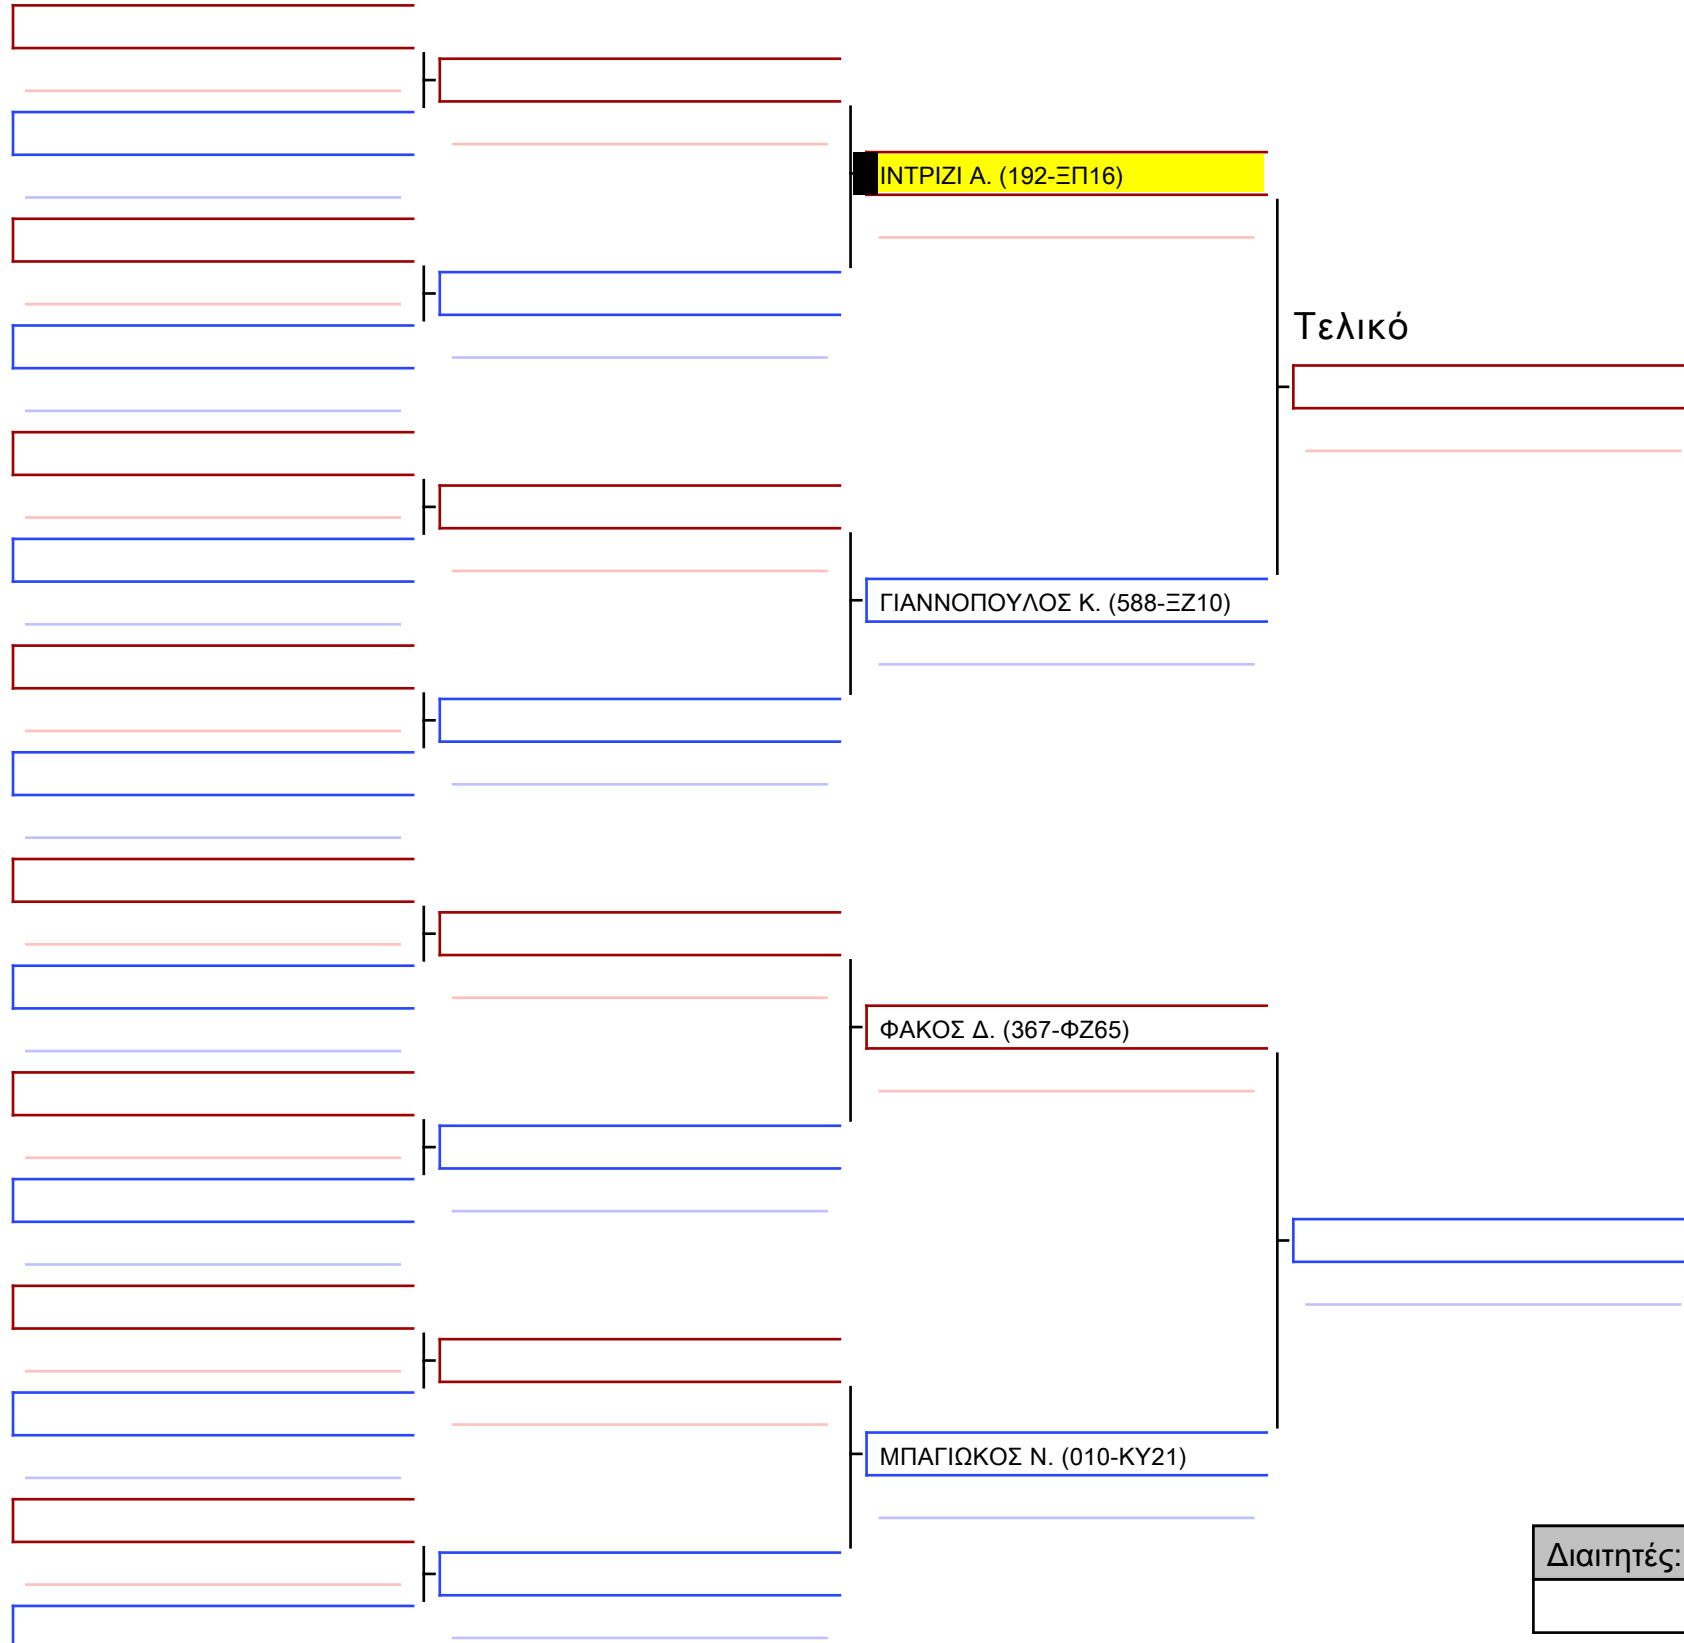 ΙΝΤΡΙΖΙ Α. (192-ΞΠ16)
Τελικό
ΓΙΑΝΝΟΠΟΥΛΟΣ Κ. (588-ΞΖ10)
ΦΑΚΟΣ Δ. (367-ΦΖ65)
ΜΠΑΓΙΩΚΟΣ Ν. (010-ΚΥ21)
Διαιτητές: